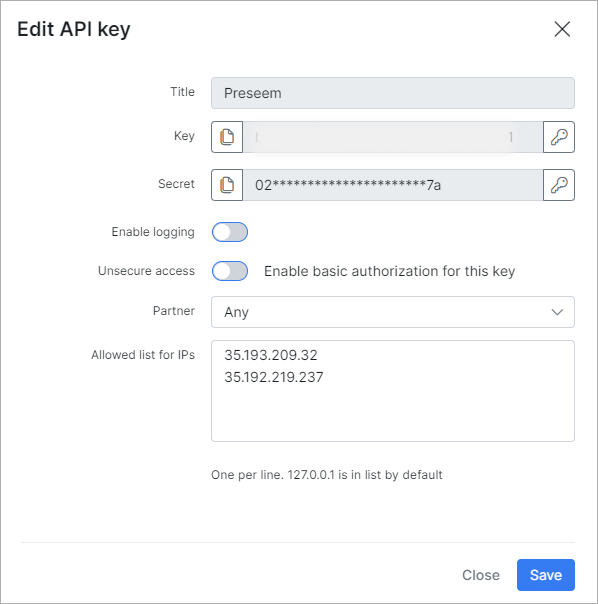 Edit API key
Title Preseem
Key 1
Secret 02**********************7a
Enable logging
Unsecure access Enable basic authorization for this key
Partner Any
Allowed list for IPs 35.193.209.32
35.192.219.237
One per line. 127.0.0.1 is in list by default
Close Save